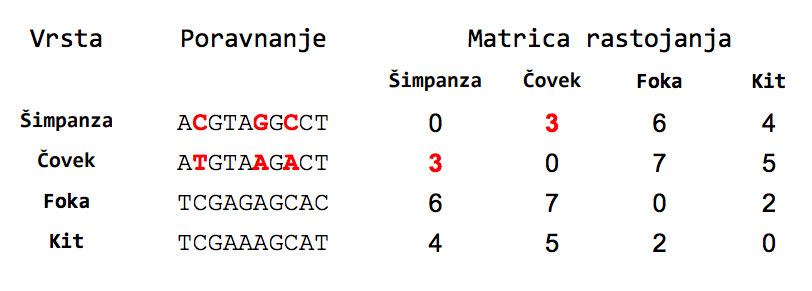 Vrsta Poravnanje Matrica rastojanja
Šimpanza Čovek Foka Kit
Šimpanza ACGTAGGCCT 0 3 6 4
Čovek ATGTAAGACT 3 0 7 5
Foka TCGAGAGCAC 6 7 0 2
Kit TCGAAAGCAT 4 5 2 0